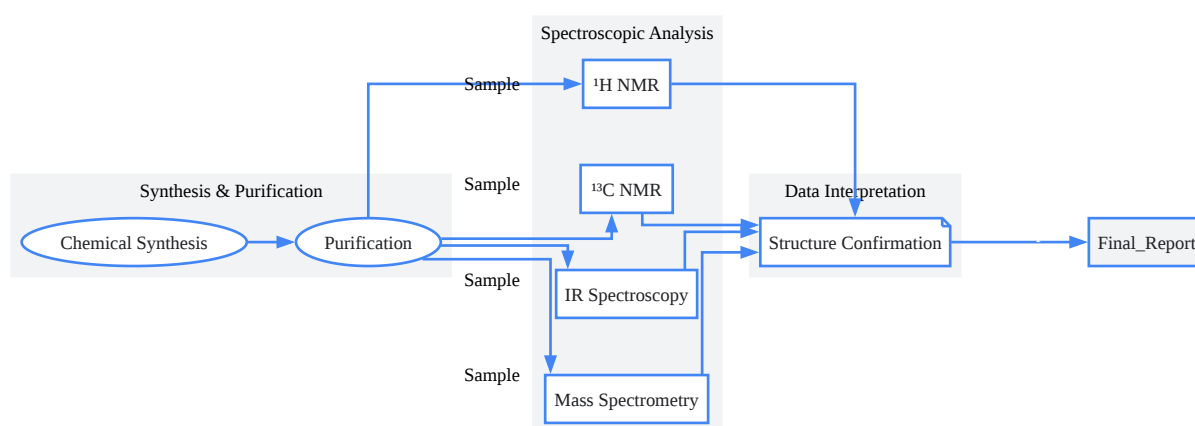 Spectroscopic Analysis
Sample
¹H NMR
Sample
¹³C NMR
Synthesis & Purification
Data Interpretation
Chemical Synthesis
Purification
Structure Confirmation
Final_Report
Sample
IR Spectroscopy
Sample
Mass Spectrometry